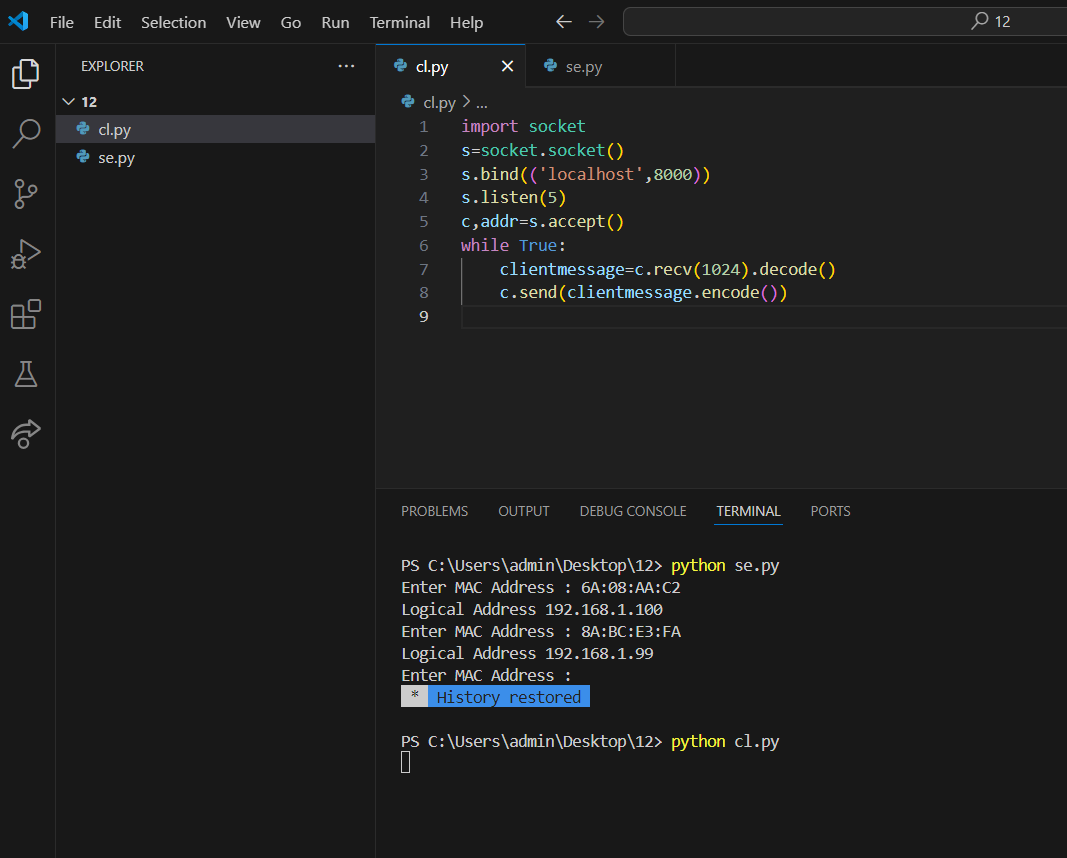 File Edit Selection View Go Run Terminal Help 12
EXPLORER
12
cl.py
se.py
cl.py se.py
cl.py > ...
1 import socket
2 s=socket.socket()
3 s.bind(('localhost',8000))
4 s.listen(5)
5 c,addr=s.accept()
6 while True:
7 clientmessage=c.recv(1024).decode()
8 c.send(clientmessage.encode())
9
PROBLEMS OUTPUT DEBUG CONSOLE TERMINAL PORTS
PS C:\Users\admin\Desktop\12> python se.py
Enter MAC Address : 6A:08:AA:C2
Logical Address 192.168.1.100
Enter MAC Address : 8A:BC:E3:FA
Logical Address 192.168.1.99
Enter MAC Address :
* History restored
PS C:\Users\admin\Desktop\12> python cl.py